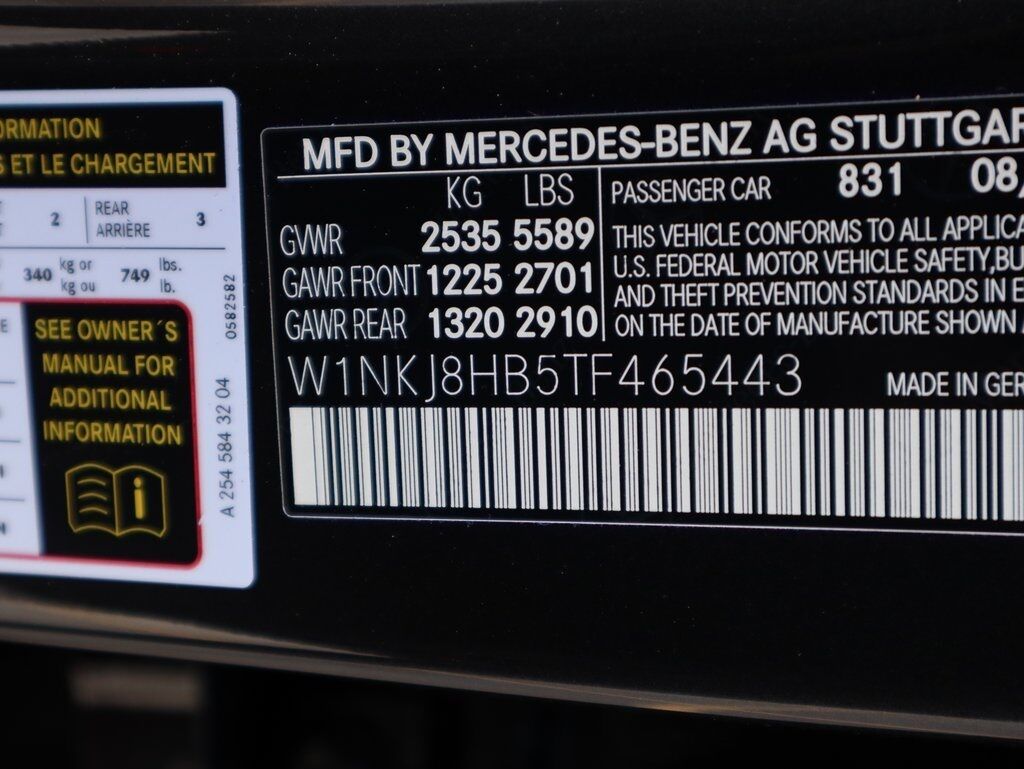 ORMATION
S ET LE CHARGEMENT
2 REAR ARRIÈRE 3
340 kg or kg ou 749 lbs. lb.
SEE OWNER´S
MANUAL FOR
ADDITIONAL
INFORMATION
i
0582582
A 254 584 32 04
MFD BY MERCEDES-BENZ AG STUTTGAR
KG LBS
GVWR 2535 5589
GAWR FRONT 1225 2701
GAWR REAR 1320 2910
PASSENGER CAR 831 08
THIS VEHICLE CONFORMS TO ALL APPLICA
U.S. FEDERAL MOTOR VEHICLE SAFETY,BU
AND THEFT PREVENTION STANDARDS IN E
ON THE DATE OF MANUFACTURE SHOWN
W1NKJ8HB5TF465443
MADE IN GER